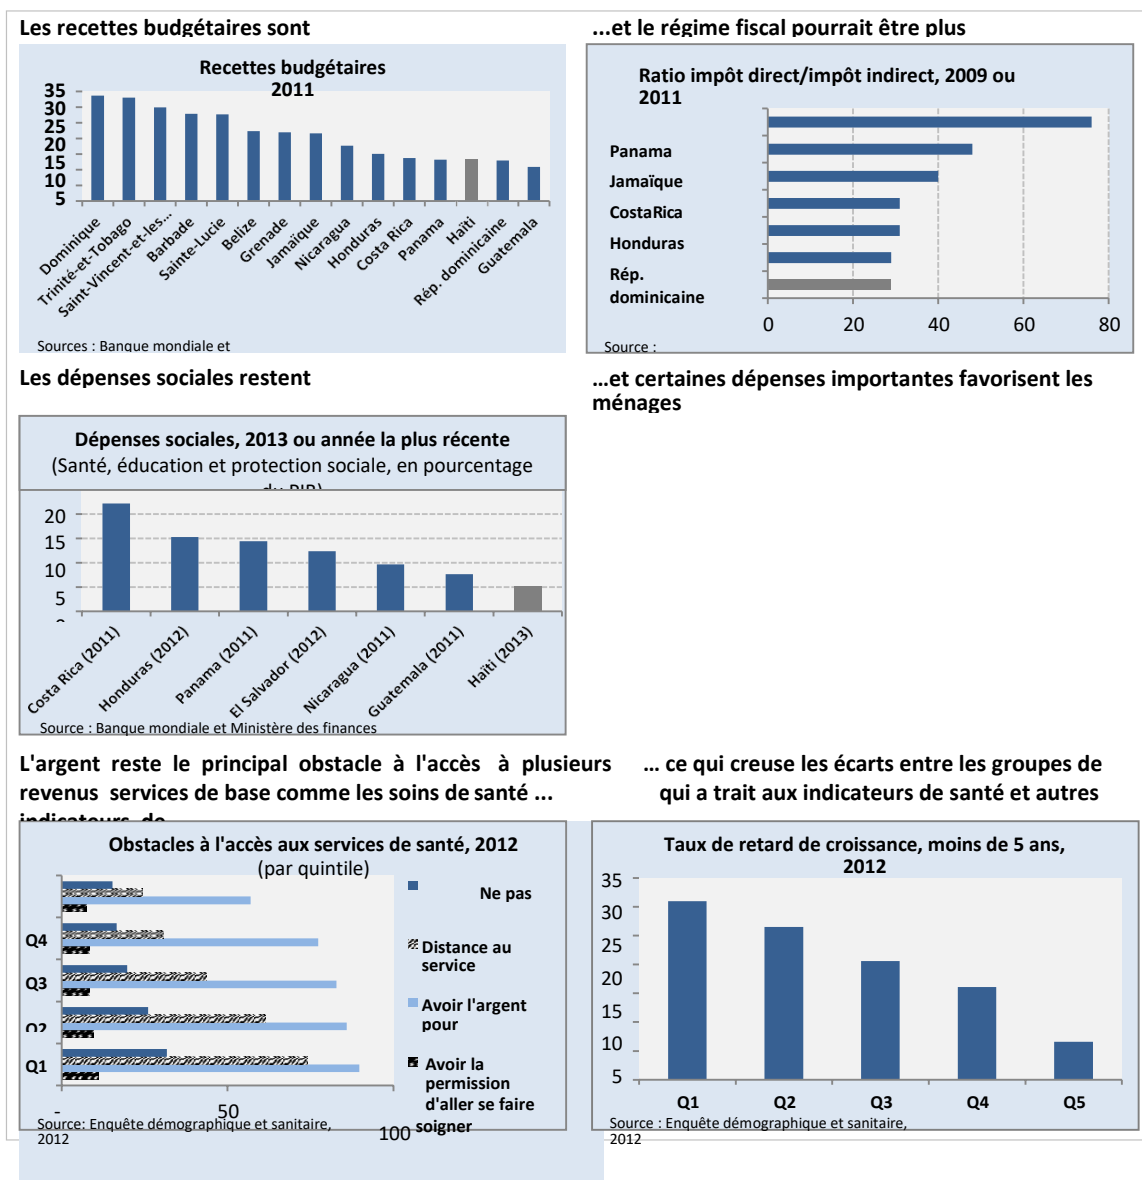 Les recettes budgétaires sont
...et le régime fiscal pourrait être plus
Recettes budgétaires
2011
35
30
25
20
15
10
5
Dominique
Trinité-et-Tobago
Saint-Vincent-et-les...
Barbade
Sainte-Lucie
Belize
Grenade
Jamaïque
Nicaragua
Honduras
Costa Rica
Panama
Haïti
Rép. dominicaine
Guatemala
Sources : Banque mondiale et
Ratio impôt direct/impôt indirect, 2009 ou
2011
Panama
Jamaïque
CostaRica
Honduras
Rép.
dominicaine
0 20 40 60 80
Source :
Les dépenses sociales restent
...et certaines dépenses importantes favorisent les
ménages
Dépenses sociales, 2013 ou année la plus récente
(Santé, éducation et protection sociale, en pourcentage
du PIB)
20
15
10
5
0
Costa Rica (2011)
Honduras (2012)
Panama (2011)
El Salvador (2012)
Nicaragua (2011)
Guatemala (2011)
Haïti (2013)
Source : Banque mondiale et Ministère des finances
L'argent reste le principal obstacle à l'accès à plusieurs
revenus services de base comme les soins de santé ...
indicateurs de
... ce qui creuse les écarts entre les groupes de
qui a trait aux indicateurs de santé et autres
Obstacles à l'accès aux services de santé, 2012
(par quintile)
Q4
Q3
Q2
Q1
- 50 100
Ne pas
Distance au
service
Avoir l'argent
pour
Avoir la
permission
d'aller se faire
soigner
Source: Enquête démographique et sanitaire,
2012
Taux de retard de croissance, moins de 5 ans,
2012
35
30
25
20
15
10
5
Q1 Q2 Q3 Q4 Q5
Source : Enquête démographique et sanitaire,
2012